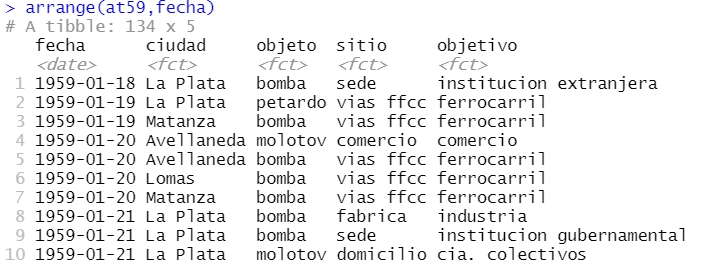 > arrange(at59,fecha)
# A tibble: 134 x 5
   fecha      ciudad     objeto  sitio     objetivo
   <date>     <fct>      <fct>   <fct>     <fct>
 1 1959-01-18 La Plata   bomba   sede      institucion extranjera
 2 1959-01-19 La Plata   petardo vias ffcc ferrocarril
 3 1959-01-19 Matanza    bomba   vias ffcc ferrocarril
 4 1959-01-20 Avellaneda molotov comercio  comercio
 5 1959-01-20 Avellaneda bomba   vias ffcc ferrocarril
 6 1959-01-20 Lomas      bomba   vias ffcc ferrocarril
 7 1959-01-20 Matanza    bomba   vias ffcc ferrocarril
 8 1959-01-21 La Plata   bomba   fabrica   industria
 9 1959-01-21 La Plata   bomba   sede      institucion gubernamental
10 1959-01-21 La Plata   molotov domicilio cia. colectivos